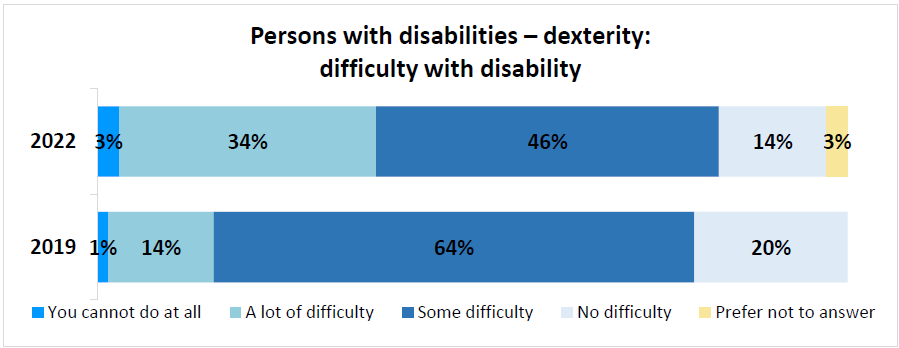 Persons with disabilities – dexterity:
difficulty with disability
2022 3% 34% 46% 14% 3%
2019 1% 14% 64% 20%
You cannot do at all A lot of difficulty Some difficulty No difficulty Prefer not to answer